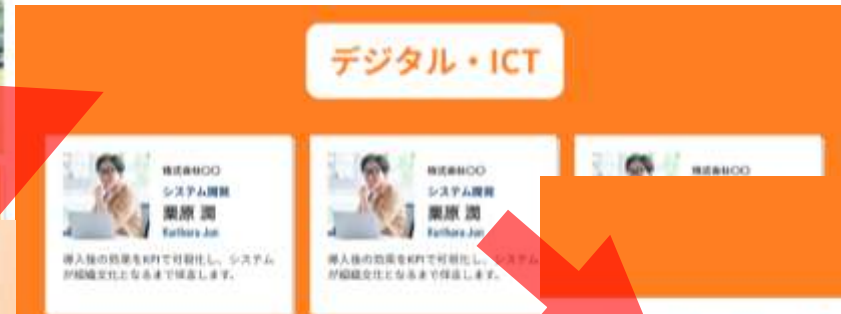 デジタル・ICT
株式会社〇〇
システム開発
栗原 潤
Kurihara Jun
導入後の効果をKPIで可視化し、システム
が組織文化となるまで伴走します。
株式会社〇〇
システム開発
栗原 潤
Kurihara Jun
導入後の効果をKPIで可視化し、システム
が組織文化となるまで伴走します。
株式会社〇〇